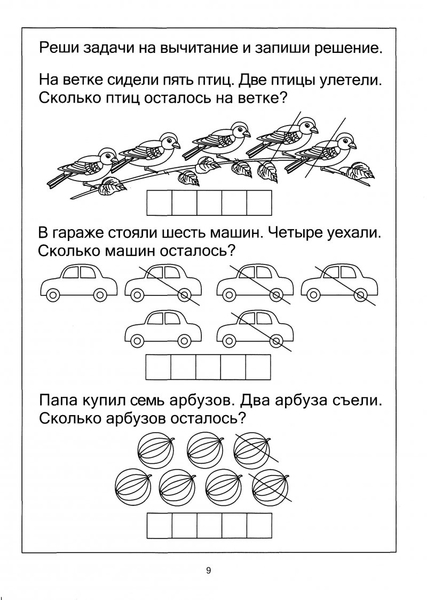 Реши задачи на вычитание и запиши решение.
На ветке сидели пять птиц. Две птицы улетели.
Сколько птиц осталось на ветке?
В гараже стояли шесть машин. Четыре уехали.
Сколько машин осталось?
Папа купил семь арбузов. Два арбуза съели.
Сколько арбузов осталось?
9